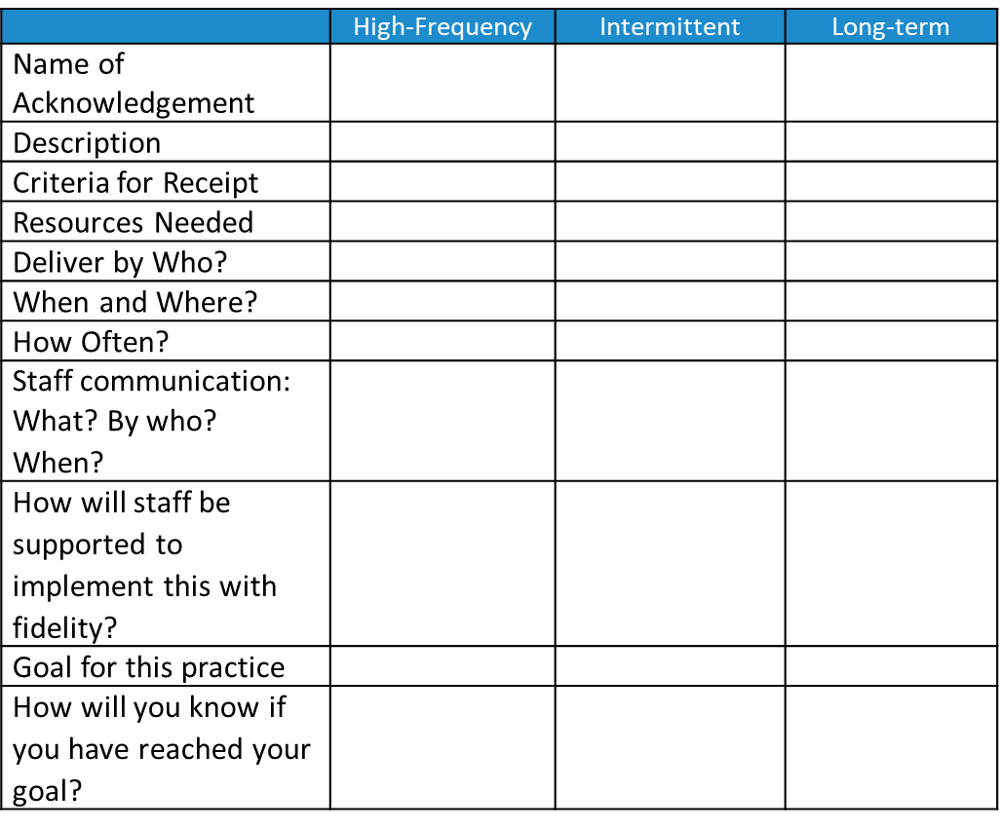 High-Frequency Intermittent Long-term
Name of
Acknowledgement
Description
Criteria for Receipt
Resources Needed
Deliver by Who?
When and Where?
How Often?
Staff communication:
What? By who?
When?
How will staff be
supported to
implement this with
fidelity?
Goal for this practice
How will you know if
you have reached your
goal?